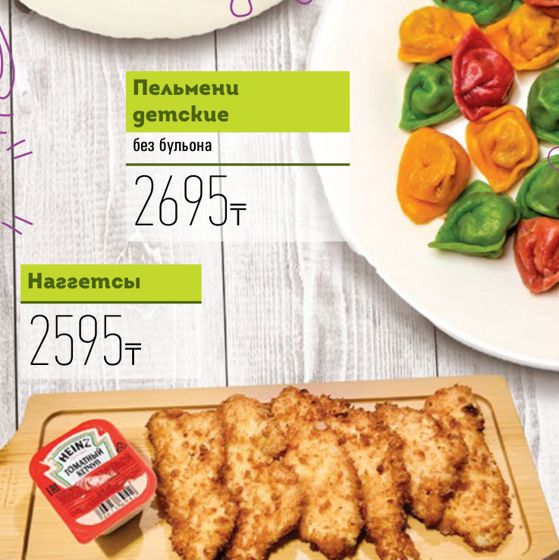 Пельмени
детские
без бульона
2695₸
Наггетсы
2595₸
HEINZ
ТОМАТНЫЙ
КЕТЧУП